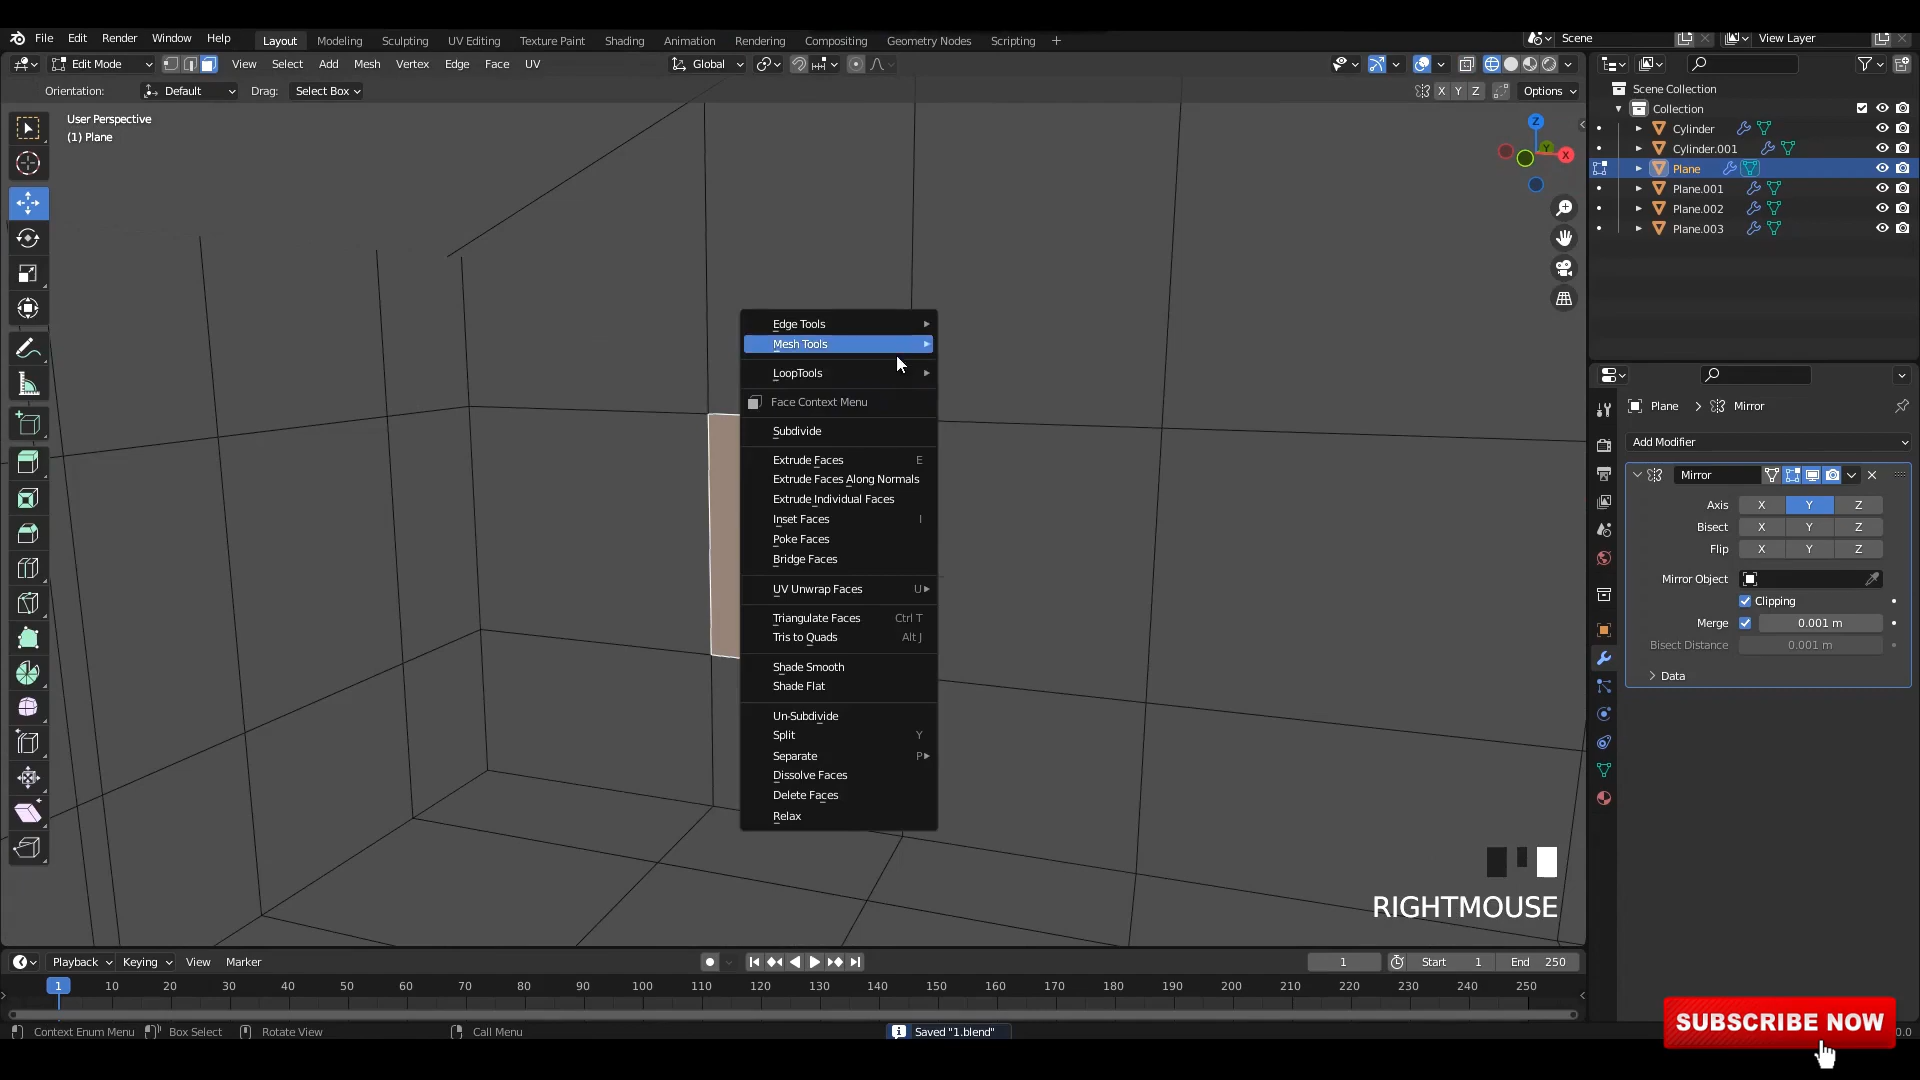 File Edit Render Window Help Layout Modeling Sculpting UV Editing Texture Paint Shading Animation Rendering Compositing Geometry Nodes Scripting + Scene View Layer
Edit Mode View Select Add Mesh Vertex Edge Face UV Global
Orientation: Default Drag: Select Box X Y Z Options
User Perspective
(1) Plane
Z
Y
X
Scene Collection
Collection
Cylinder
Cylinder.001
Plane
Plane.001
Plane.002
Plane.003
Edge Tools
Mesh Tools
LoopTools
Face Context Menu
Subdivide
Extrude Faces E
Extrude Faces Along Normals
Extrude Individual Faces
Inset Faces I
Poke Faces
Bridge Faces
UV Unwrap Faces U
Triangulate Faces Ctrl T
Tris to Quads Alt J
Shade Smooth
Shade Flat
Un-Subdivide
Split Y
Separate P
Dissolve Faces
Delete Faces
Relax
Plane > Mirror
Add Modifier
Mirror
Axis X Y Z
Bisect X Y Z
Flip X Y Z
Mirror Object
Clipping
Merge 0.001 m
Bisect Distance 0.001 m
Data
RIGHTMOUSE
Playback Keying View Marker 1 Start 1 End 250
1 10 20 30 40 50 60 70 80 90 100 110 120 130 140 150 160 170 180 190 200 210 220 230 240 250
Context Enum Menu Box Select Rotate View Call Menu Saved "1.blend"
SUBSCRIBE NOW